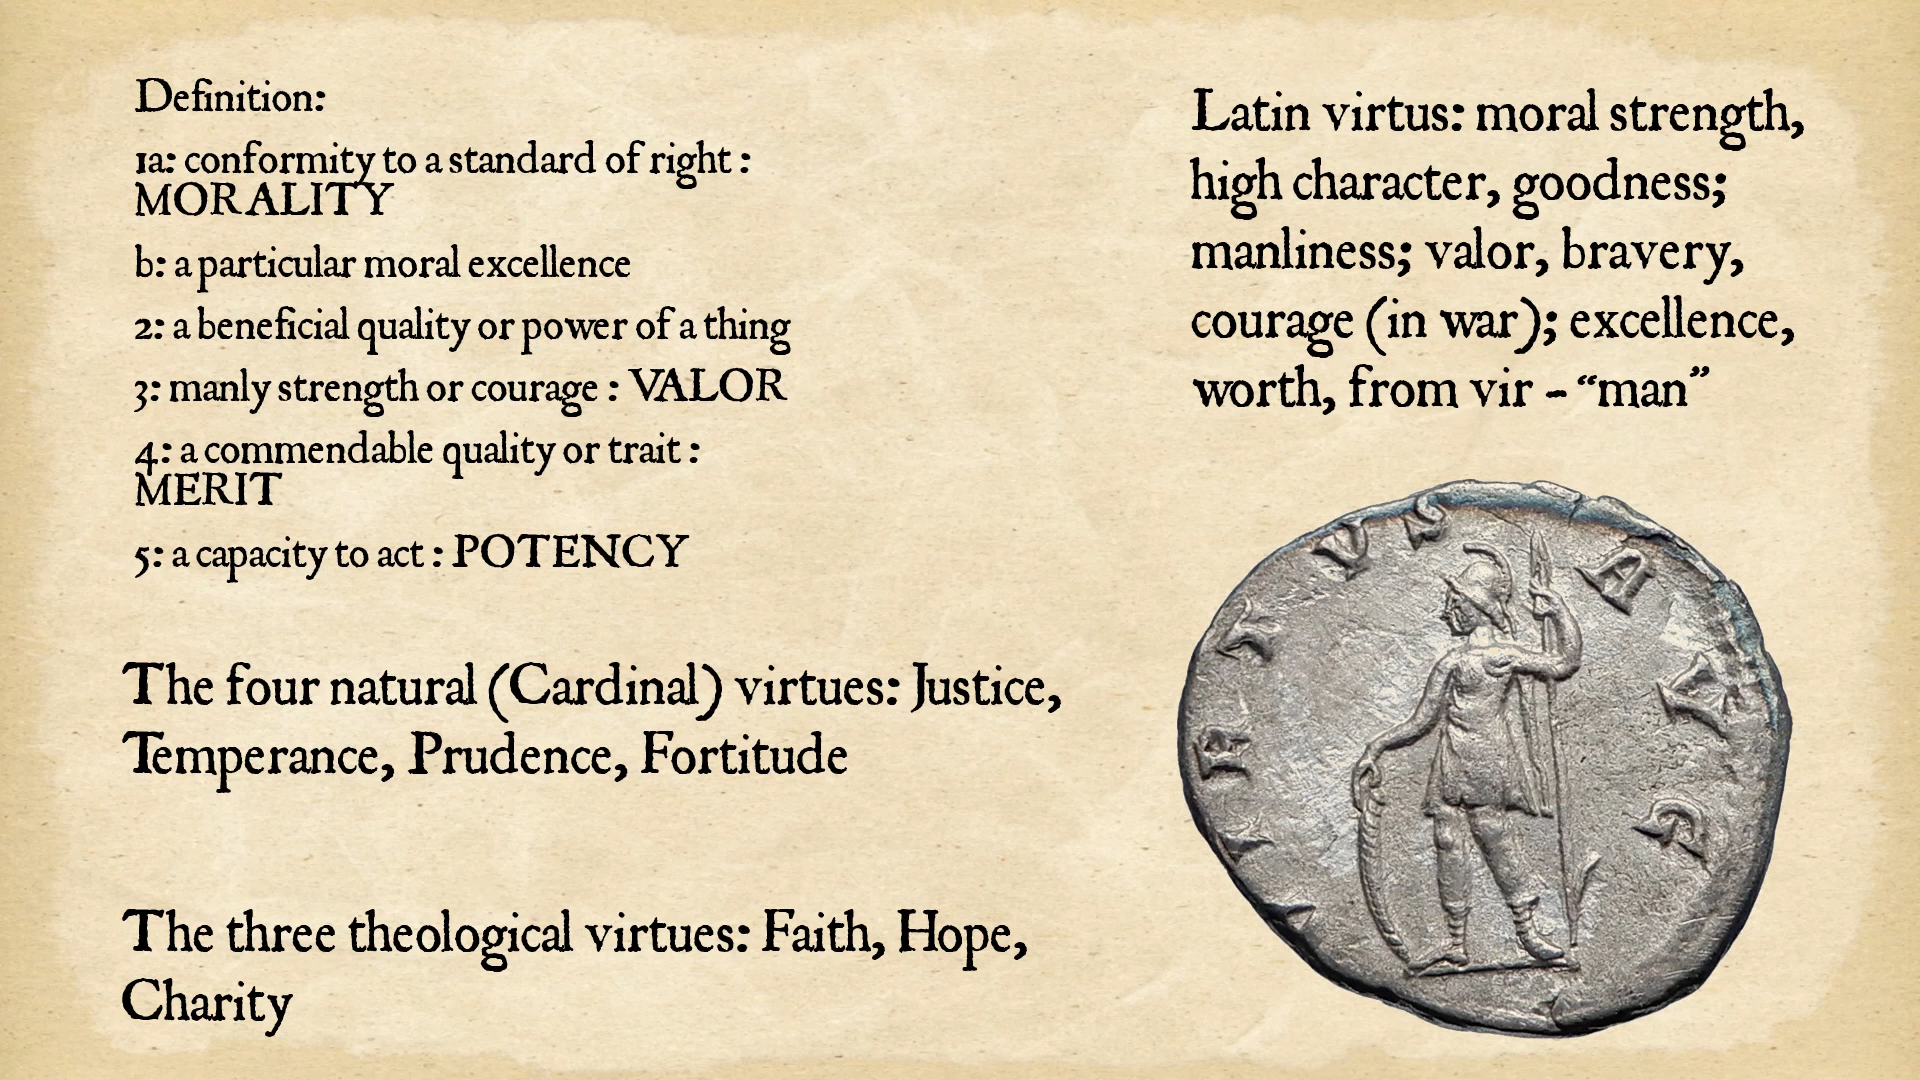 Definition:
1a: conformity to a standard of right :
MORALITY
b: a particular moral excellence
2: a beneficial quality or power of a thing
3: manly strength or courage : VALOR
4: a commendable quality or trait :
MERIT
5: a capacity to act : POTENCY
The four natural (Cardinal) virtues: Justice,
Temperance, Prudence, Fortitude
The three theological virtues: Faith, Hope,
Charity
Latin virtus: moral strength,
high character, goodness;
manliness; valor, bravery,
courage (in war); excellence,
worth, from vir - “man”
VIRTVS AVG